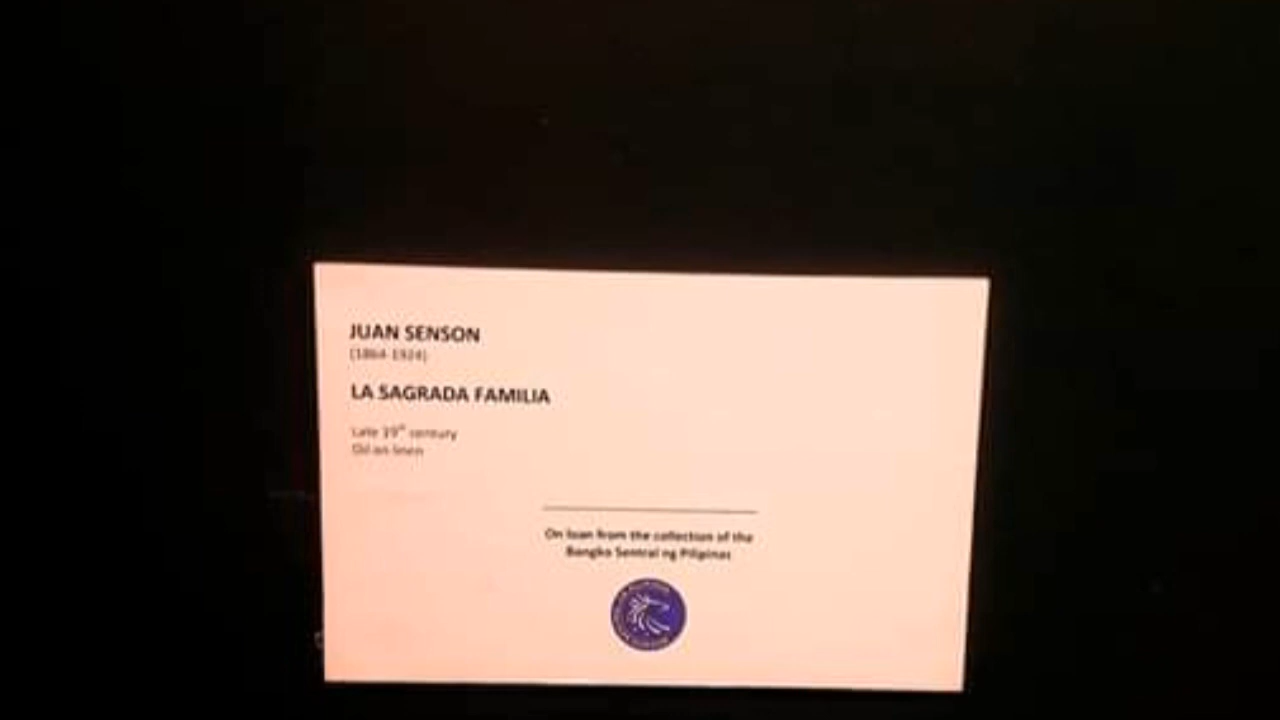 JUAN SENSON
(1864-1924)
LA SAGRADA FAMILIA
Late 19th century
Oil on linen
On loan from the collection of the
Bangko Sentral ng Pilipinas